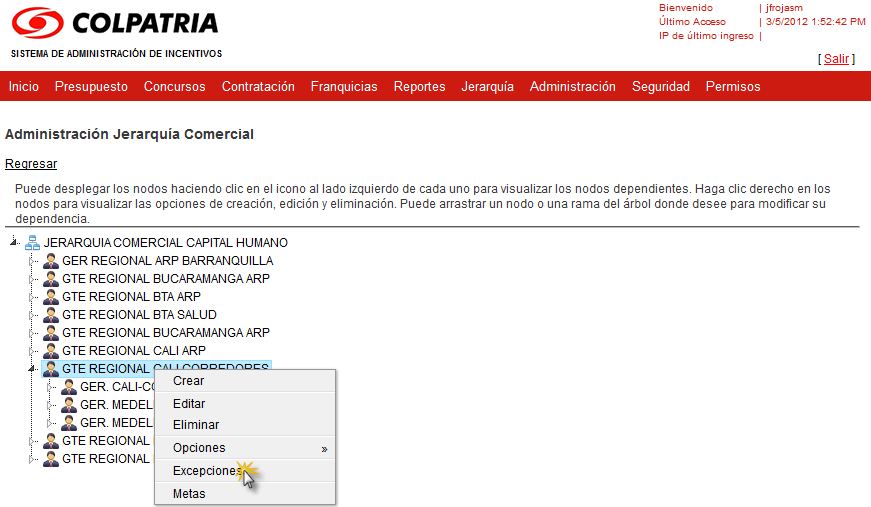 COLPATRIA
SISTEMA DE ADMINISTRACIÓN DE INCENTIVOS
Bienvenido | jfrojasm
Último Acceso | 3/5/2012 1:52:42 PM
IP de último ingreso |
[ Salir ]
Inicio Presupuesto Concursos Contratación Franquicias Reportes Jerarquía Administración Seguridad Permisos
Administración Jerarquía Comercial
Regresar
Puede desplegar los nodos haciendo clic en el icono al lado izquierdo de cada uno para visualizar los nodos dependientes. Haga clic derecho en los
nodos para visualizar las opciones de creación, edición y eliminación. Puede arrastrar un nodo o una rama del árbol donde desee para modificar su
dependencia.
JERARQUIA COMERCIAL CAPITAL HUMANO
GER REGIONAL ARP BARRANQUILLA
GTE REGIONAL BUCARAMANGA ARP
GTE REGIONAL BTA ARP
GTE REGIONAL BTA SALUD
GTE REGIONAL BUCARAMANGA ARP
GTE REGIONAL CALI ARP
GTE REGIONAL CALI CORREDORES
GER. CALI-CO
GER. MEDEL
GER. MEDEL
GTE REGIONAL
GTE REGIONAL
Crear
Editar
Eliminar
Opciones »
Excepciones
Metas